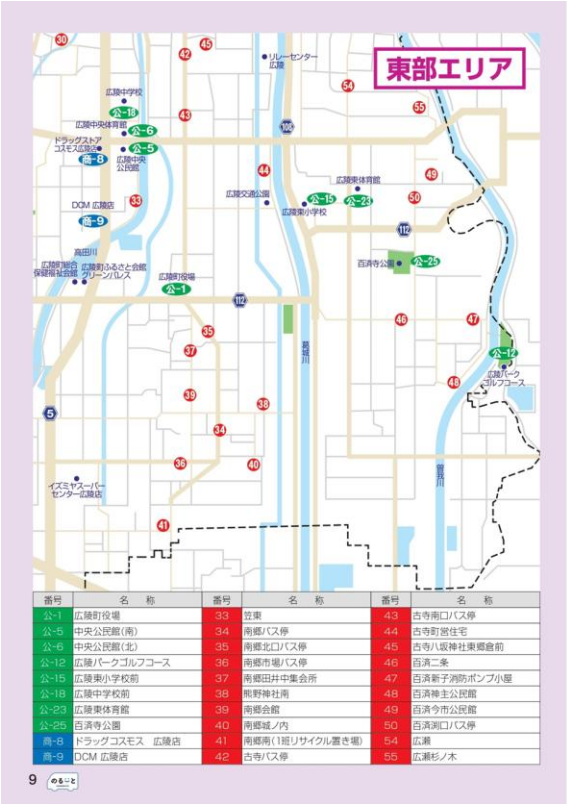 東部エリア
30
45
42
リレーセンター
広陵
54
55
広陵中学校
公-18
43
広陵中央体育館
公-6
108
ドラッグストア
コスモス広陵店
商-8
公-5
広陵中央
公民館
44
49
広陵東体育館
広陵交通公園
公-15
公-23
50
広陵東小学校
DCM 広陵店
33
商-9
112
高田川
百済寺公園
公-25
広陵町総合
保健福祉会館
広陵町ふるさと会館
グリーンパレス
広陵町役場
公-1
112
35
46
47
37
葛城川
公-12
広陵パーク
ゴルフコース
48
39
38
5
34
36
40
曽我川
イズミヤスーパー
センター広陵店
41
番号 名 称 番号 名 称 番号 名 称
公-1 広陵町役場 33 笠東 43 古寺南口バス停
公-5 中央公民館(南) 34 南郷バス停 44 古寺町営住宅
公-6 中央公民館(北) 35 南郷北口バス停 45 古寺八坂神社東郷倉前
公-12 広陵パークゴルフコース 36 南郷市場バス停 46 百済二条
公-15 広陵東小学校前 37 南郷田井中集会所 47 百済新子消防ポンプ小屋
公-18 広陵中学校前 38 熊野神社南 48 百済神主公民館
公-23 広陵東体育館 39 南郷会館 49 百済今市公民館
公-25 百済寺公園 40 南郷城ノ内 50 百済渕口バス停
商-8 ドラッグコスモス 広陵店 41 南郷南(1班リサイクル置き場) 54 広瀬
商-9 DCM 広陵店 42 古寺バス停 55 広瀬杉ノ木
9 のるーと